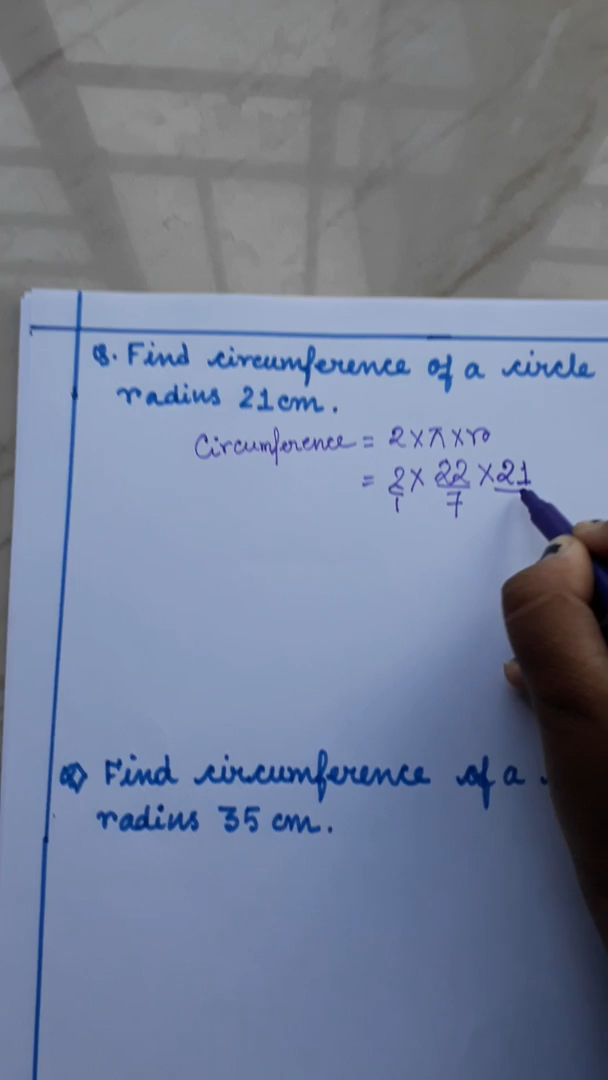 Q. Find circumference of a circle
radius 21cm.
Circumference = 2×π×r
= 2/1 × 22/7 × 21
Q) Find circumference of a
radius 35 cm.